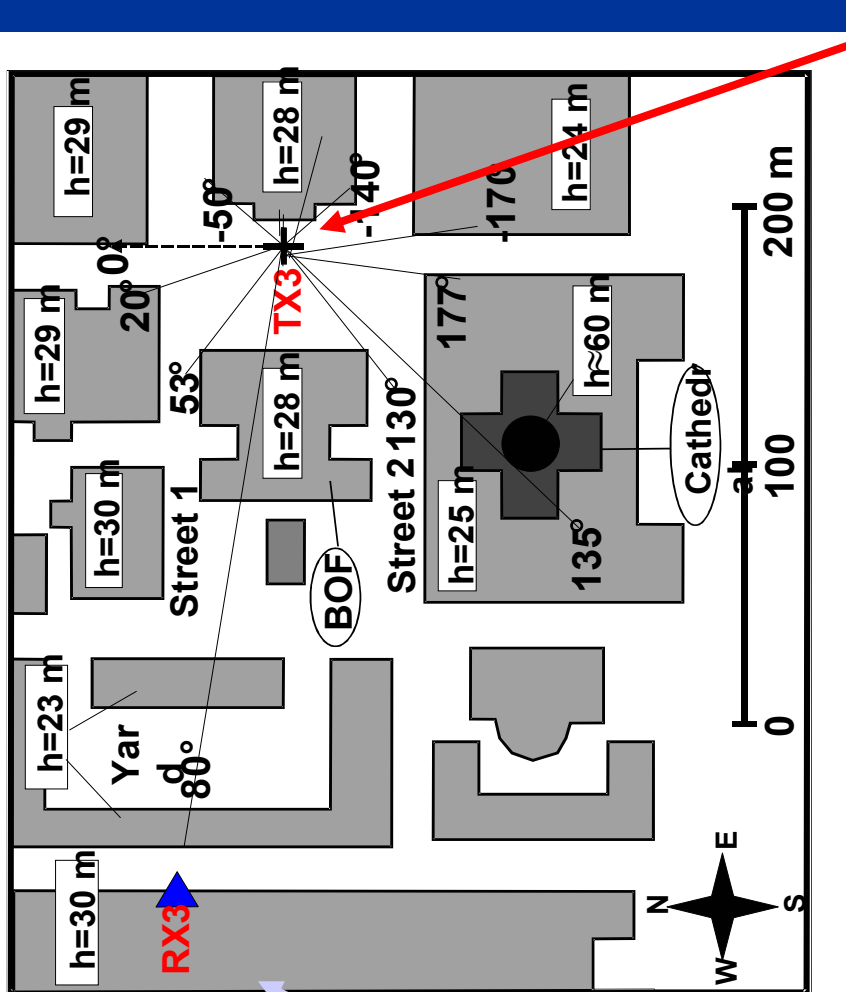 h=29 m
h=28 m
h=24 m
-50°
-140°
-170°
0°
20°
TX3
177°
200 m
h=29 m
53°
h=28 m
130°
h≈60 m
Cathedr
al
h=30 m
Street 1
BOF
Street 2
h=25 m
135°
100
h=23 m
Yar
d
80°
0
h=30 m
RX3
N
E
S
W